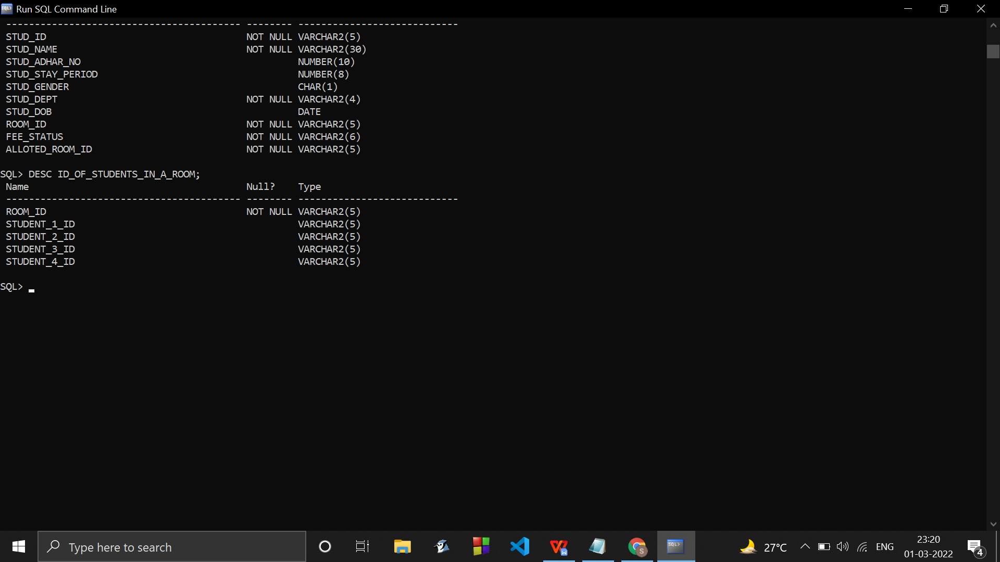 Run SQL Command Line
----------------------------------------- -------- ----------------------------
STUD_ID NOT NULL VARCHAR2(5)
STUD_NAME NOT NULL VARCHAR2(30)
STUD_ADHAR_NO NUMBER(10)
STUD_STAY_PERIOD NUMBER(8)
STUD_GENDER CHAR(1)
STUD_DEPT NOT NULL VARCHAR2(4)
STUD_DOB DATE
ROOM_ID NOT NULL VARCHAR2(5)
FEE_STATUS NOT NULL VARCHAR2(6)
ALLOTED_ROOM_ID NOT NULL VARCHAR2(5)
SQL> DESC ID_OF_STUDENTS_IN_A_ROOM;
Name Null? Type
----------------------------------------- -------- ----------------------------
ROOM_ID NOT NULL VARCHAR2(5)
STUDENT_1_ID VARCHAR2(5)
STUDENT_2_ID VARCHAR2(5)
STUDENT_3_ID VARCHAR2(5)
STUDENT_4_ID VARCHAR2(5)
SQL>
Type here to search
27°C
ENG
23:20
01-03-2022
4